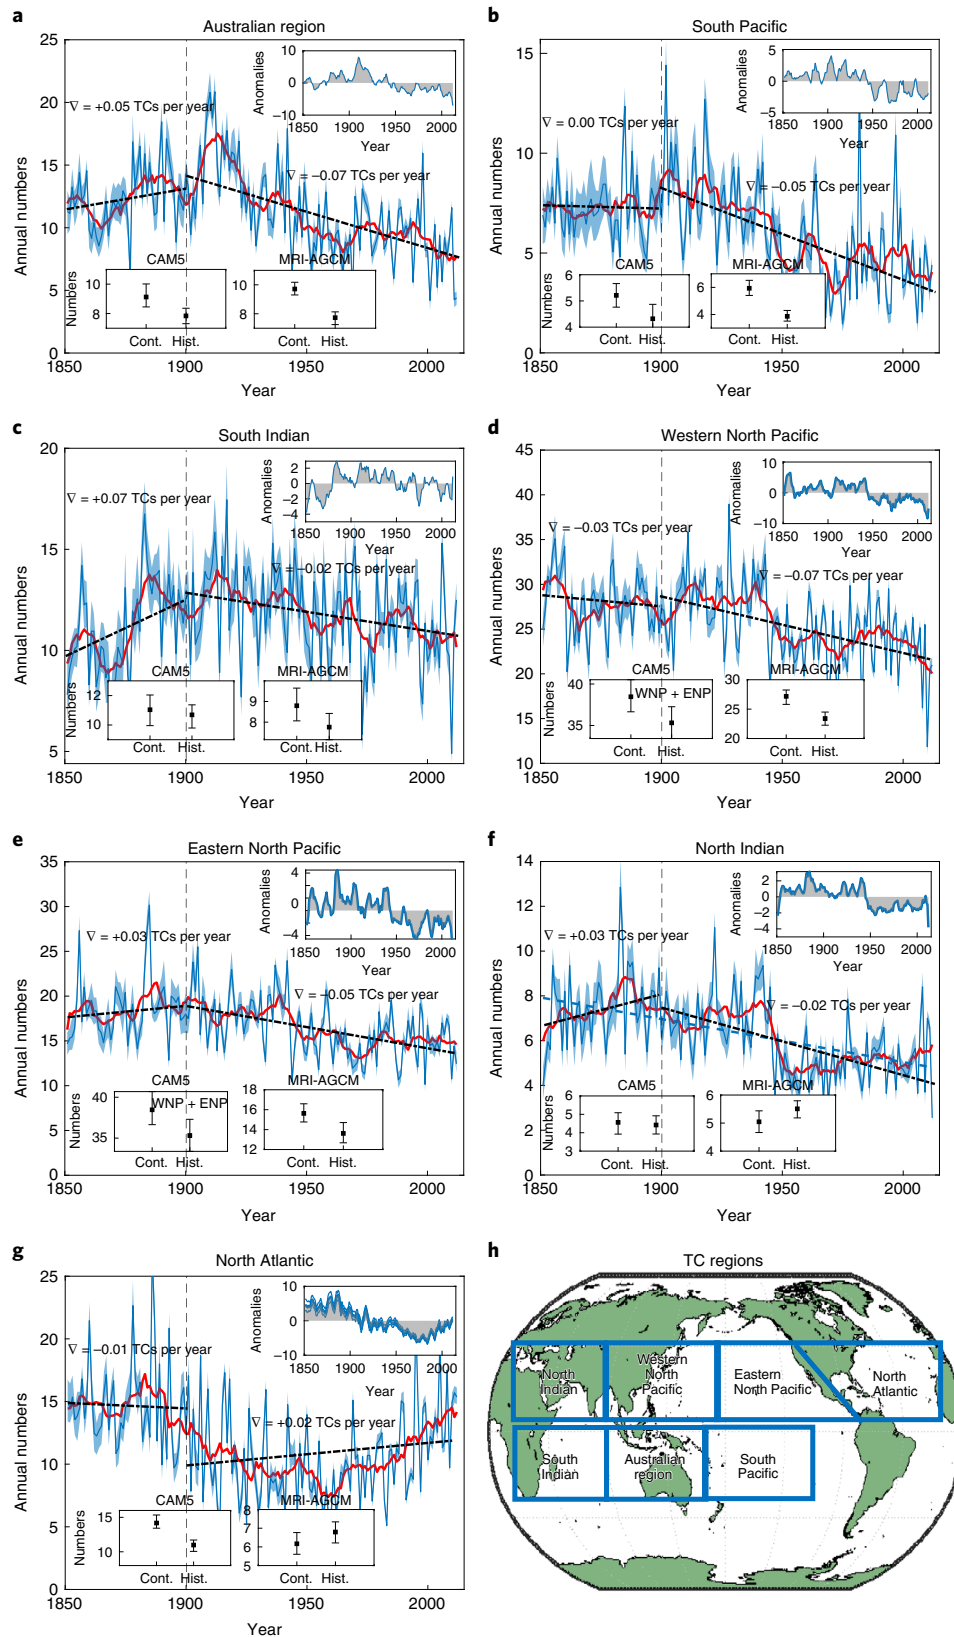 a
Australian region
25
20
15
10
5
0
Annual numbers
1850
1900
1950
2000
Year
∇ = +0.05 TCs per year
∇ = −0.07 TCs per year
10
0
−10
Anomalies
1850 1900 1950 2000
Year
CAM5
Numbers
10
8
Cont. Hist.
MRI-AGCM
10
8
Cont. Hist.
b
South Pacific
15
10
5
0
Annual numbers
1850
1900
1950
2000
Year
∇ = 0.00 TCs per year
∇ = −0.05 TCs per year
5
0
−5
Anomalies
1850 1900 1950 2000
Year
CAM5
Numbers
6
5
4
Cont. Hist.
MRI-AGCM
6
4
Cont. Hist.
c
South Indian
20
15
10
5
Annual numbers
1850
1900
1950
2000
Year
∇ = +0.07 TCs per year
∇ = −0.02 TCs per year
2
0
−2
−4
Anomalies
1850 1900 1950 2000
Year
CAM5
Numbers
12
10
Cont. Hist.
MRI-AGCM
9
8
Cont. Hist.
d
Western North Pacific
45
40
35
30
25
20
15
10
Annual numbers
1850
1900
1950
2000
Year
∇ = −0.03 TCs per year
∇ = −0.07 TCs per year
10
0
−10
Anomalies
1850 1900 1950 2000
Year
CAM5
WNP + ENP
Numbers
40
35
Cont. Hist.
MRI-AGCM
30
25
20
Cont. Hist.
e
Eastern North Pacific
35
30
25
20
15
10
5
0
Annual numbers
1850
1900
1950
2000
Year
∇ = +0.03 TCs per year
∇ = −0.05 TCs per year
4
0
−4
Anomalies
1850 1900 1950 2000
Year
CAM5
WNP + ENP
Numbers
40
35
Cont. Hist.
MRI-AGCM
18
16
14
12
Cont. Hist.
f
North Indian
14
12
10
8
6
4
2
0
Annual numbers
1850
1900
1950
2000
Year
∇ = +0.03 TCs per year
∇ = −0.02 TCs per year
2
0
−2
−4
Anomalies
1850 1900 1950 2000
Year
CAM5
Numbers
6
5
4
3
Cont. Hist.
MRI-AGCM
6
5
4
Cont. Hist.
g
North Atlantic
25
20
15
10
5
0
Annual numbers
1850
1900
1950
2000
Year
∇ = −0.01 TCs per year
∇ = +0.02 TCs per year
10
0
−10
Anomalies
1850 1900 1950 2000
Year
CAM5
Numbers
15
10
Cont. Hist.
MRI-AGCM
8
7
6
5
Cont. Hist.
h
TC regions
North
Indian
Western
North
Pacific
Eastern
North Pacific
North
Atlantic
South
Indian
Australian
region
South
Pacific